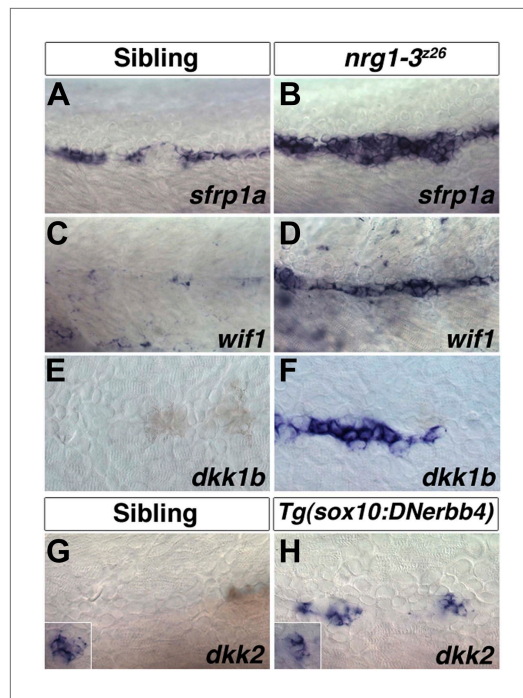 Sibling nrg1-3z26
A B
sfrp1a sfrp1a
C D
wif1 wif1
E F
dkk1b dkk1b
Sibling Tg(sox10:DNerbb4)
G H
dkk2 dkk2